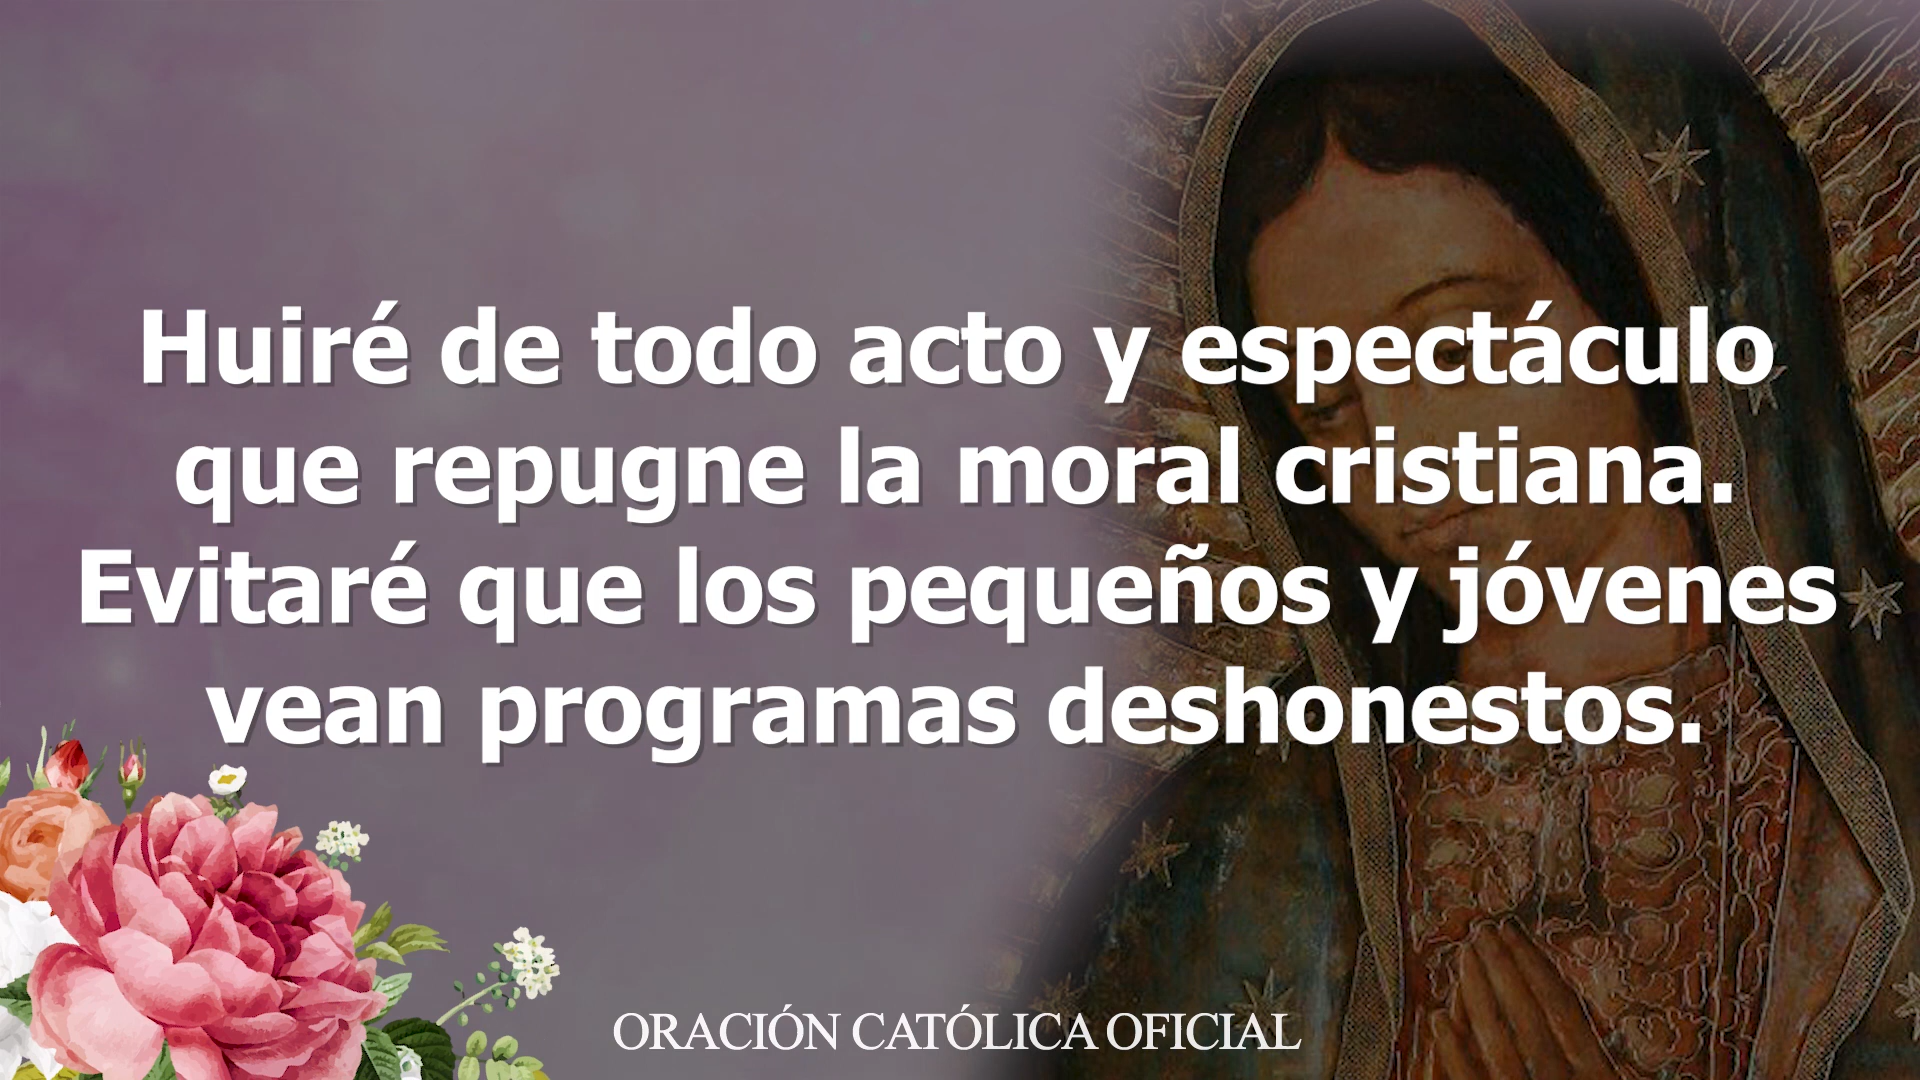 Huiré de todo acto y espectáculo
que repugne la moral cristiana.
Evitaré que los pequeños y jóvenes
vean programas deshonestos.
ORACIÓN CATÓLICA OFICIAL